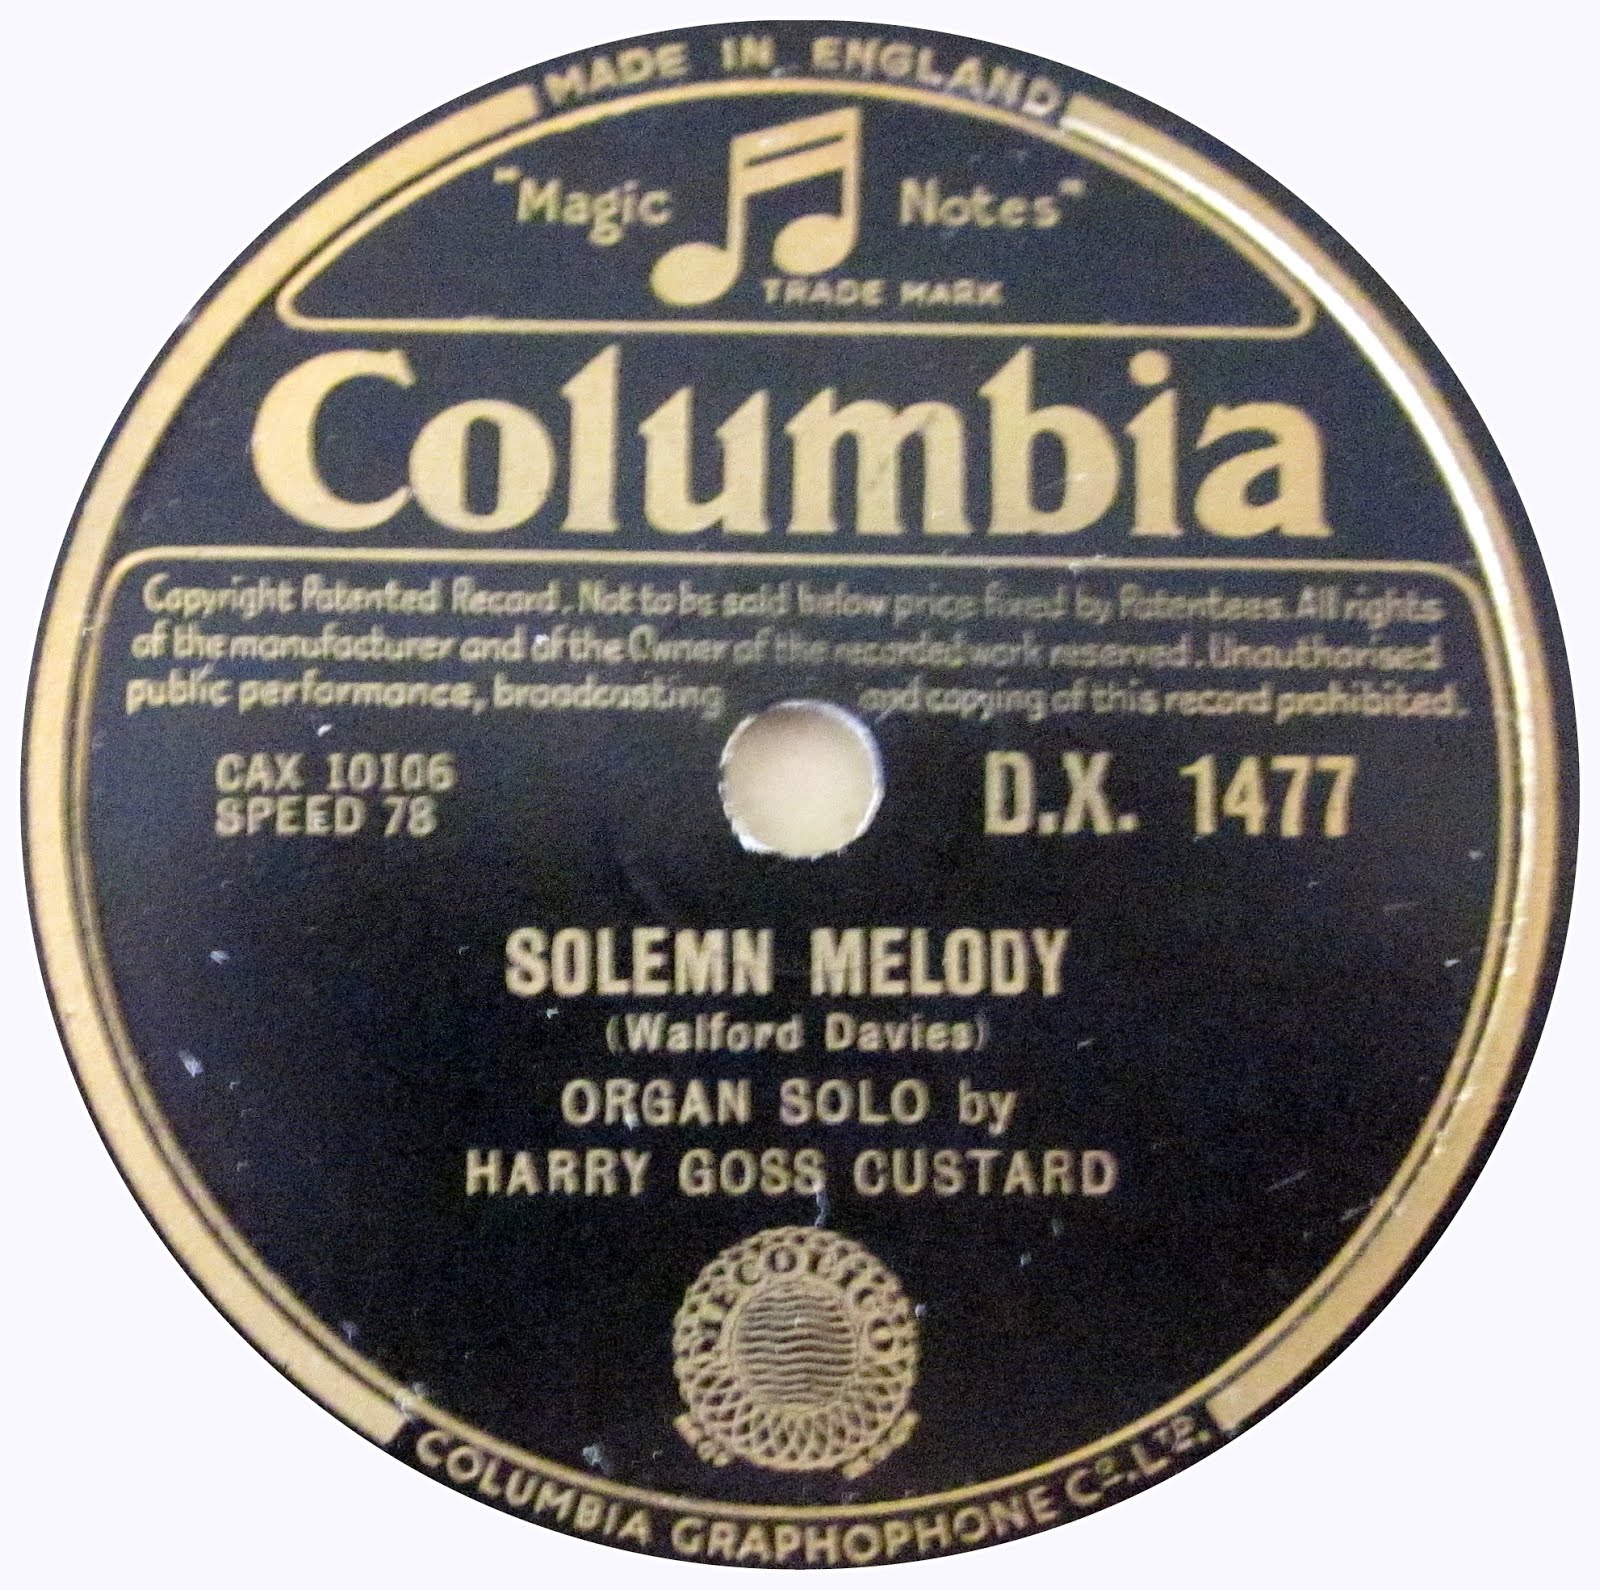 MADE IN ENGLAND
"Magic Notes"
TRADE MARK
Columbia
Copyright Patented Record. Not to be sold below price fixed by Patentees. All rights
of the manufacturer and of the Owner of the recorded work reserved. Unauthorised
public performance, broadcasting and copying of this record prohibited.
CAX 10106
SPEED 78
D.X. 1477
SOLEMN MELODY
(Walford Davies)
ORGAN SOLO by
HARRY GOSS CUSTARD
COLUMBIA GRAPHOPHONE Co. LTD.